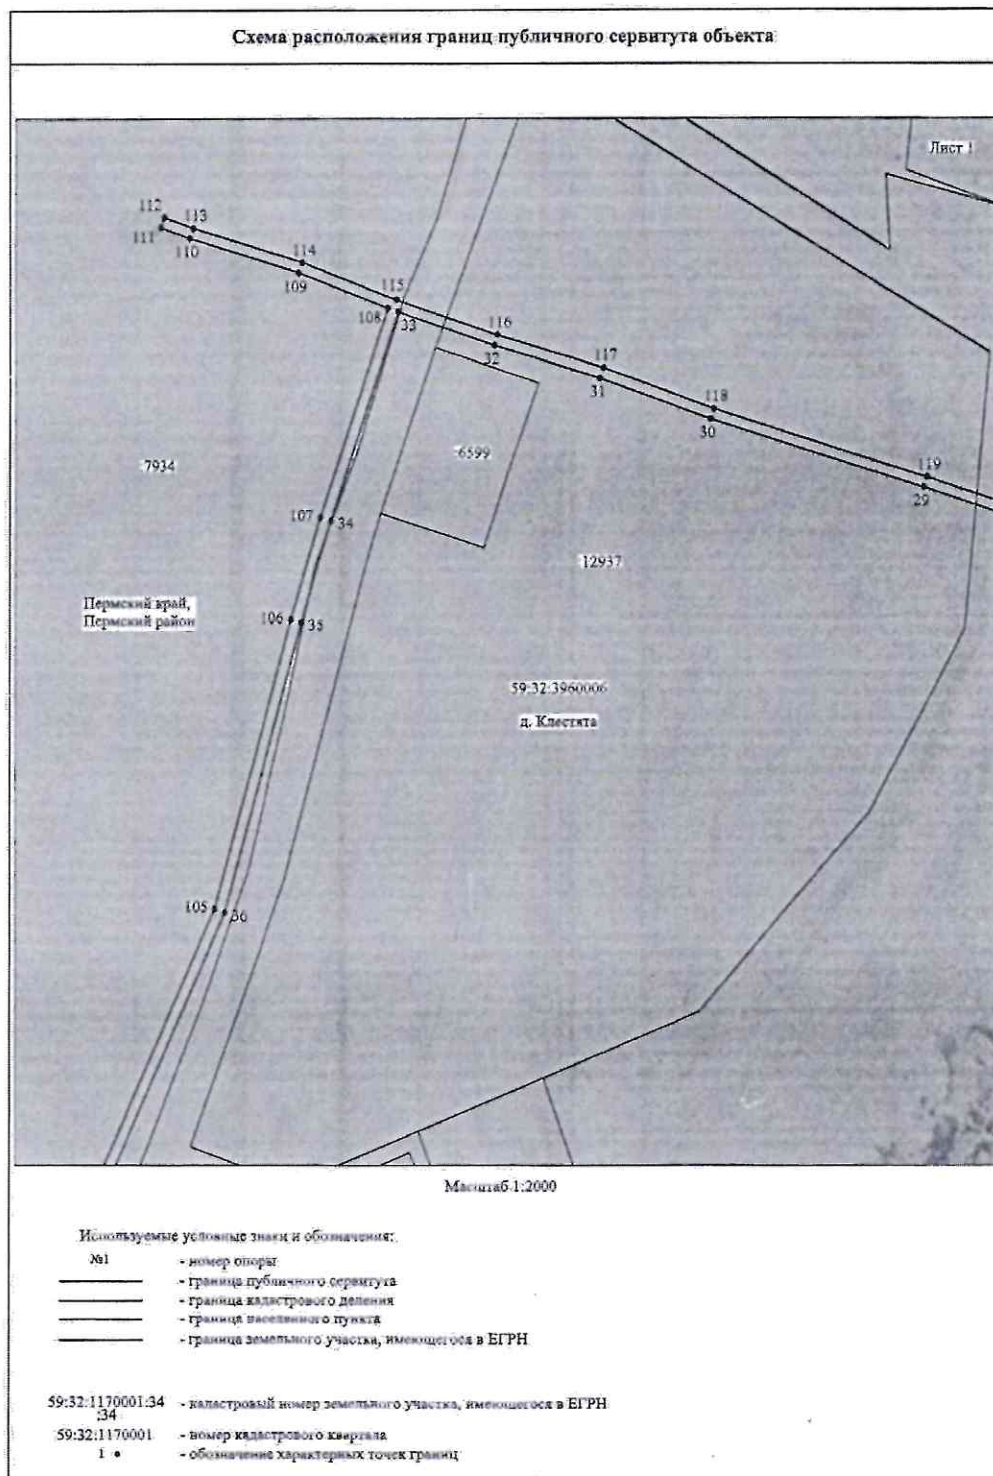 Схема расположения границ публичного сервитута объекта
Лист 1
112
113
111
110
114
109
115
108
33
116
32
117
31
118
30
119
29
:7934
:6599
107
34
12937
Пермский край,
Пермский район
106
35
59:32:3960006
д. Клестята
105
36
Масштаб 1:2000
Используемые условные знаки и обозначения:
№1 - номер опоры
- граница публичного сервитута
- граница кадастрового деления
- граница населенного пункта
- граница земельного участка, имеющегося в ЕГРН
59:32:1170001:34 - кадастровый номер земельного участка, имеющегося в ЕГРН
:34
59:32:1170001 - номер кадастрового квартала
1 • - обозначение характерных точек границ